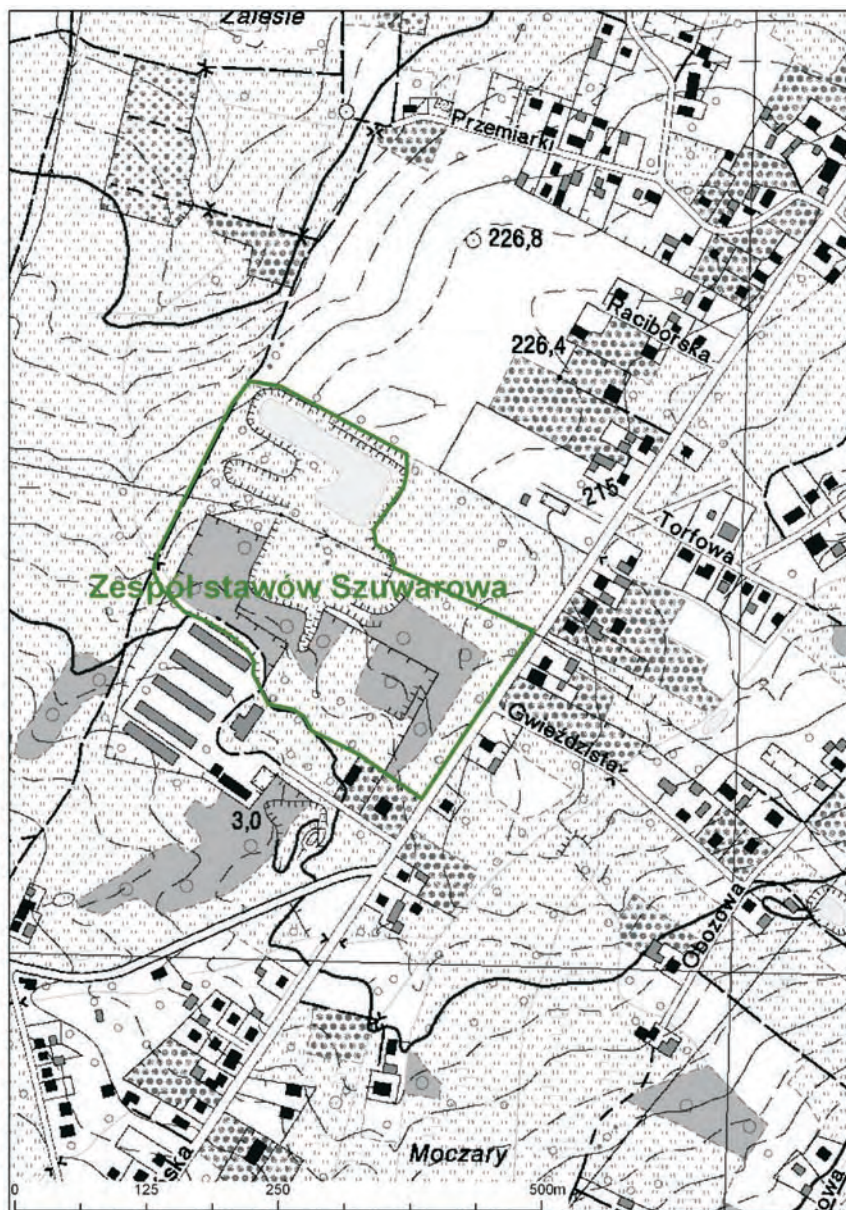 Zalesie
Przemiarki
226,8
Raciborska
226,4
215
Torfowa
Zespół stawów Szuwarowa
Gwieździsta
3,0
Obozowa
Moczary
0 125 250 500m